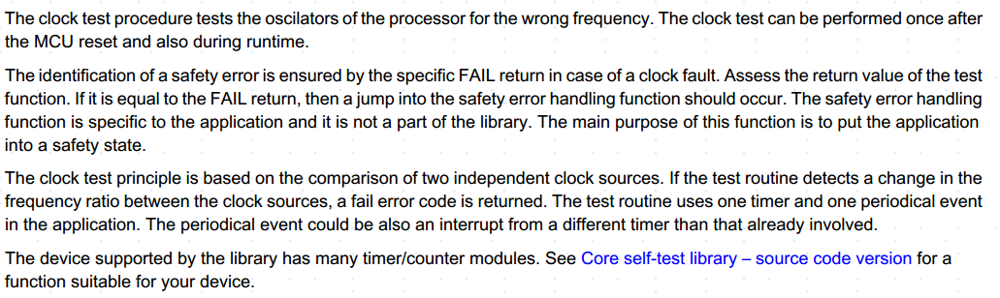 The clock test procedure tests the oscilators of the processor for the wrong frequency. The clock test can be performed once after
the MCU reset and also during runtime.
The identification of a safety error is ensured by the specific FAIL return in case of a clock fault. Assess the return value of the test
function. If it is equal to the FAIL return, then a jump into the safety error handling function should occur. The safety error handling
function is specific to the application and it is not a part of the library. The main purpose of this function is to put the application
into a safety state.
The clock test principle is based on the comparison of two independent clock sources. If the test routine detects a change in the
frequency ratio between the clock sources, a fail error code is returned. The test routine uses one timer and one periodical event
in the application. The periodical event could be also an interrupt from a different timer than that already involved.
The device supported by the library has many timer/counter modules. See Core self-test library – source code version for a
function suitable for your device.